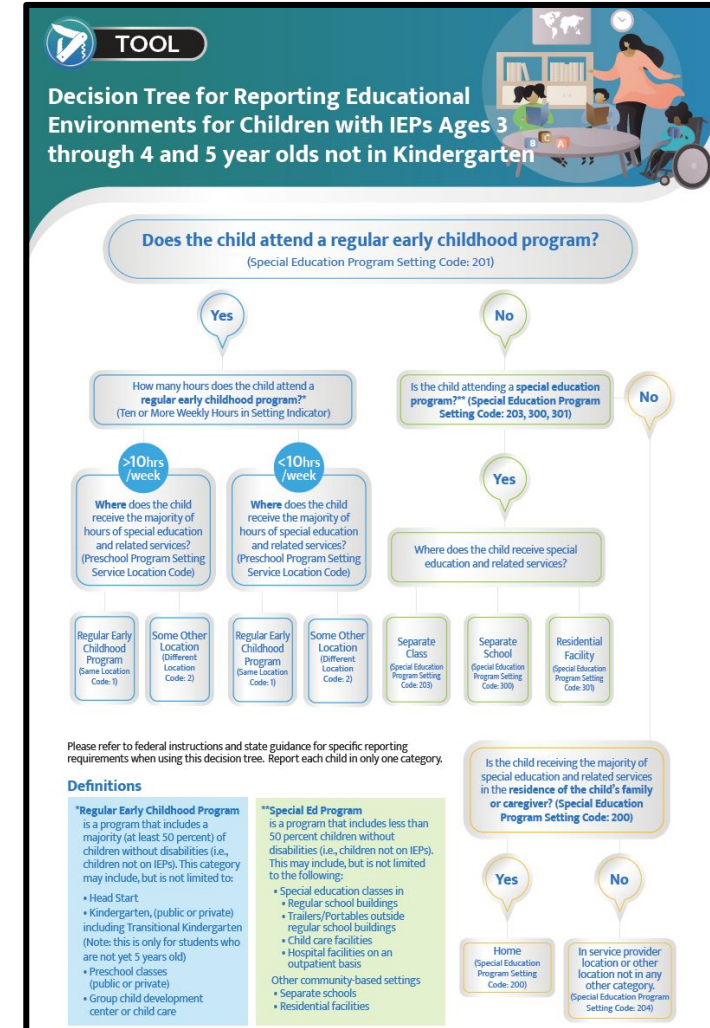 TOOL
Decision Tree for Reporting Educational
Environments for Children with IEPs Ages 3
through 4 and 5 year olds not in Kindergarten
B C A
Does the child attend a regular early childhood program?
(Special Education Program Setting Code: 201)
Yes
No
How many hours does the child attend a
regular early childhood program?*
(Ten or More Weekly Hours in Setting Indicator)
Is the child attending a special education
program?** (Special Education Program
Setting Code: 203, 300, 301)
No
>10hrs
/week
Where does the child
receive the majority of
hours of special education
and related services?
(Preschool Program Setting
Service Location Code)
<10hrs
/week
Where does the child
receive the majority of
hours of special education
and related services?
(Preschool Program Setting
Service Location Code)
Yes
Where does the child receive special
education and related services?
Regular Early
Childhood
Program
(Same Location
Code: 1)
Some Other
Location
(Different
Location
Code: 2)
Regular Early
Childhood
Program
(Same Location
Code: 1)
Some Other
Location
(Different
Location
Code: 2)
Separate
Class
(Special Education
Program Setting
Code: 203)
Separate
School
(Special Education
Program Setting
Code: 300)
Residential
Facility
(Special Education
Program Setting
Code: 301)
Please refer to federal instructions and state guidance for specific reporting
requirements when using this decision tree. Report each child in only one category.
Definitions
*Regular Early Childhood Program
is a program that includes a
majority (at least 50 percent) of
children without disabilities (i.e.,
children not on IEPs). This category
may include, but is not limited to:
• Head Start
• Kindergarten, (public or private)
including Transitional Kindergarten
(Note: this is only for students who
are not yet 5 years old)
• Preschool classes
(public or private)
• Group child development
center or child care
**Special Ed Program
is a program that includes less than
50 percent children without
disabilities (i.e., children not on IEPs).
This may include, but is not limited
to the following:
• Special education classes in
• Regular school buildings
• Trailers/Portables outside
regular school buildings
• Child care facilities
• Hospital facilities on an
outpatient basis
Other community-based settings
• Separate schools
• Residential facilities
Is the child receiving the majority of
special education and related services
in the residence of the child's family
or caregiver? (Special Education
Program Setting Code: 200)
Yes
No
Home
(Special Education
Program Setting
Code: 200)
In service provider
location or other
location not in any
other category.
(Special Education Program
Setting Code: 204)